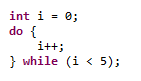 int i = 0;
do {
    i++;
} while (i < 5);